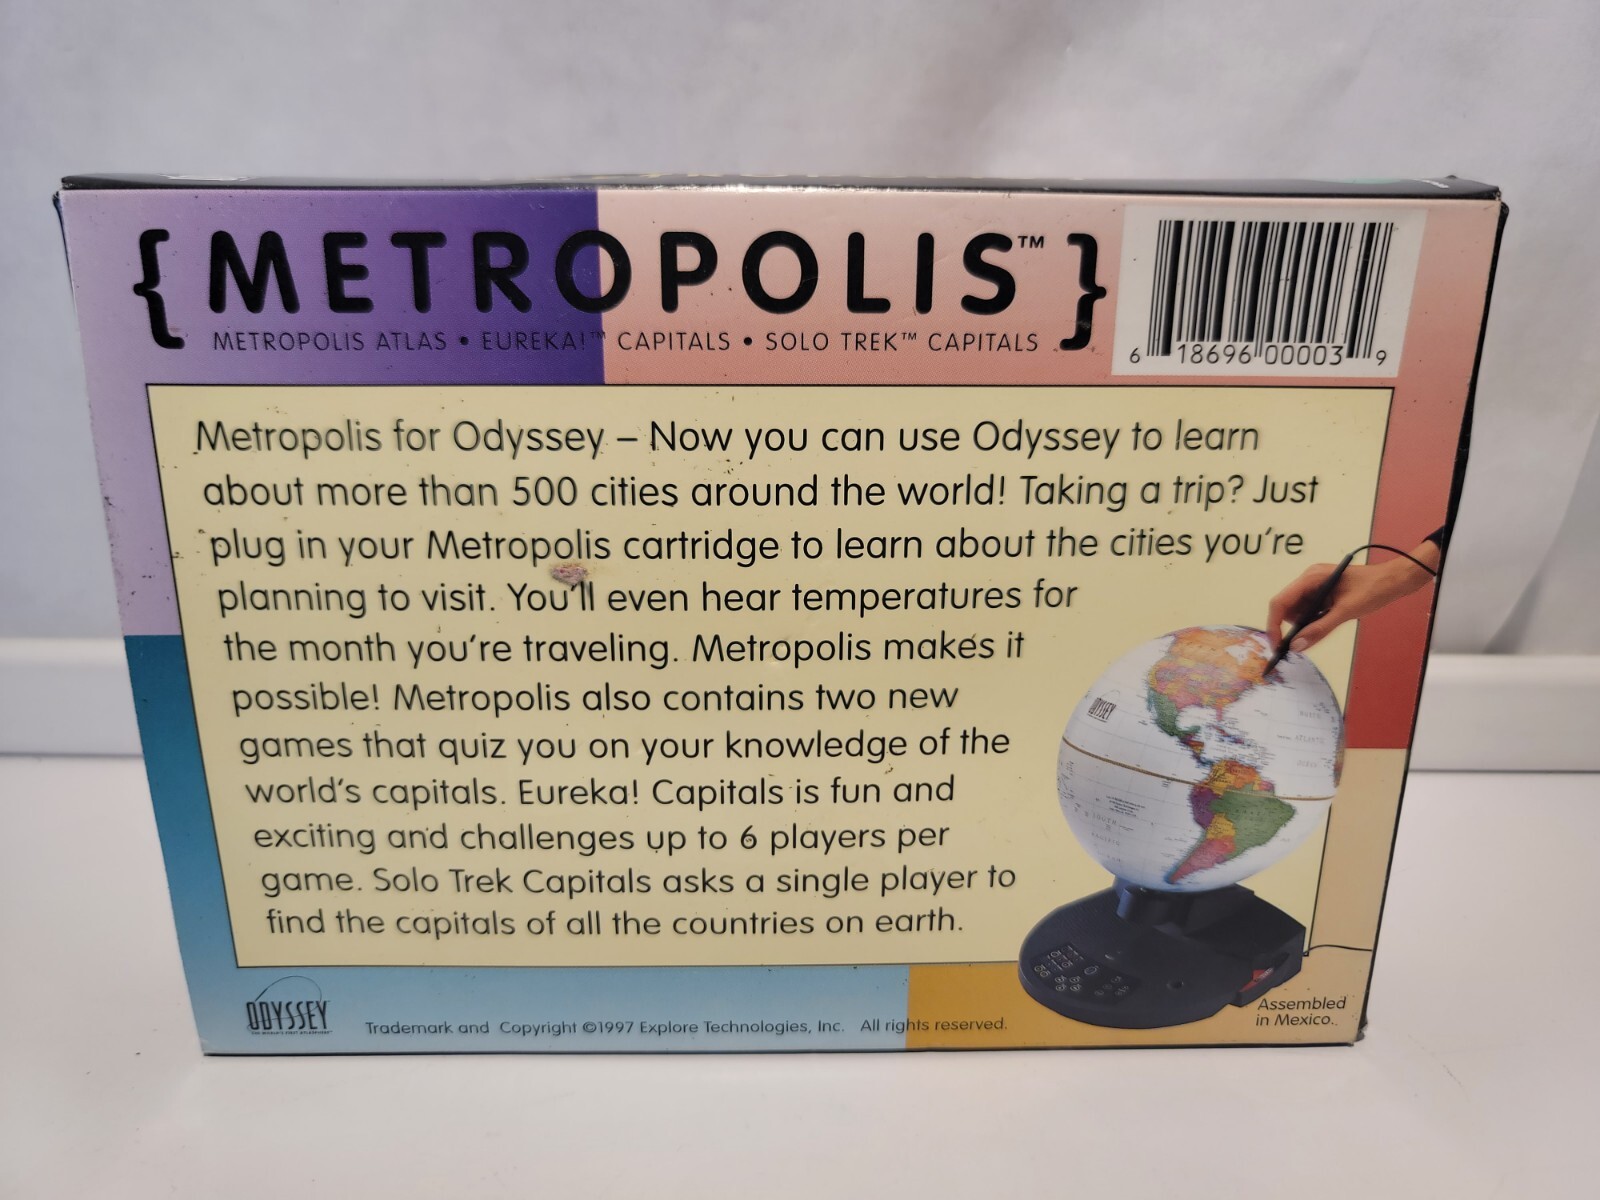 { METROPOLIS™ }
METROPOLIS ATLAS • EUREKA!™ CAPITALS • SOLO TREK™ CAPITALS
6 18696 00003 9
Metropolis for Odyssey – Now you can use Odyssey to learn
about more than 500 cities around the world! Taking a trip? Just
plug in your Metropolis cartridge to learn about the cities you're
planning to visit. You'll even hear temperatures for
the month you're traveling. Metropolis makes it
possible! Metropolis also contains two new
games that quiz you on your knowledge of the
world's capitals. Eureka! Capitals is fun and
exciting and challenges up to 6 players per
game. Solo Trek Capitals asks a single player to
find the capitals of all the countries on earth.
ODYSSEY
ODYSSEY
Trademark and Copyright ©1997 Explore Technologies, Inc. All rights reserved.
Assembled
in Mexico.